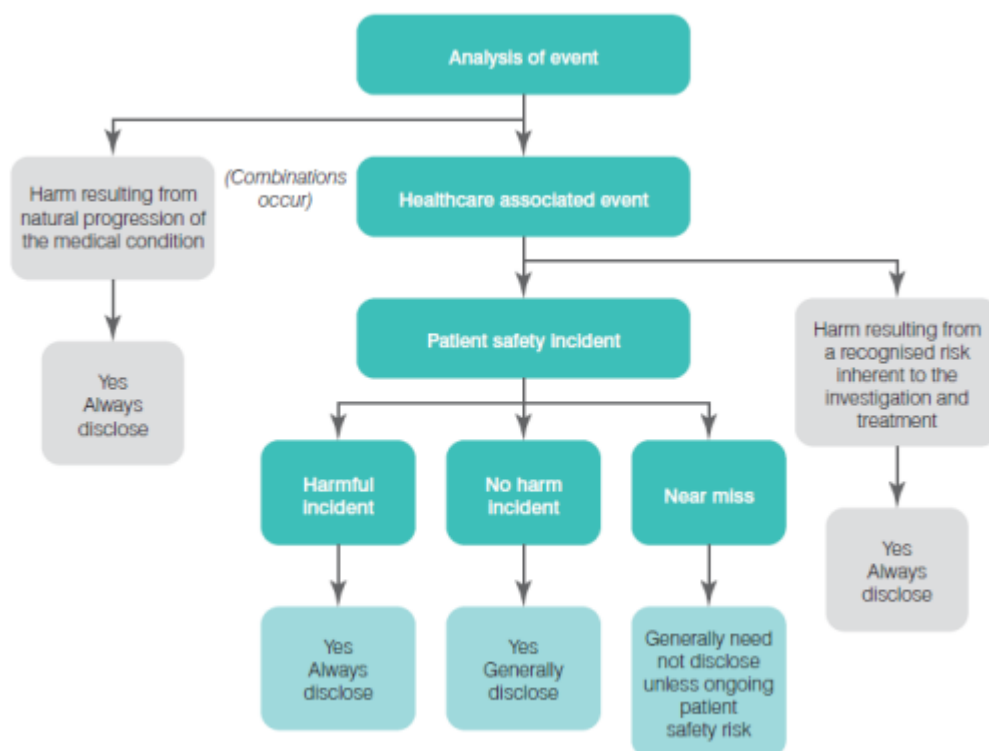 Analysis of event
Harm resulting from
natural progression of
the medical condition
(Combinations
occur)
Healthcare associated event
Patient safety incident
Harm resulting from
a recognised risk
inherent to the
investigation and
treatment
Yes
Always
disclose
Harmful
incident
No harm
incident
Near miss
Yes
Always
disclose
Yes
Always
disclose
Yes
Generally
disclose
Generally need
not disclose
unless ongoing
patient
safety risk